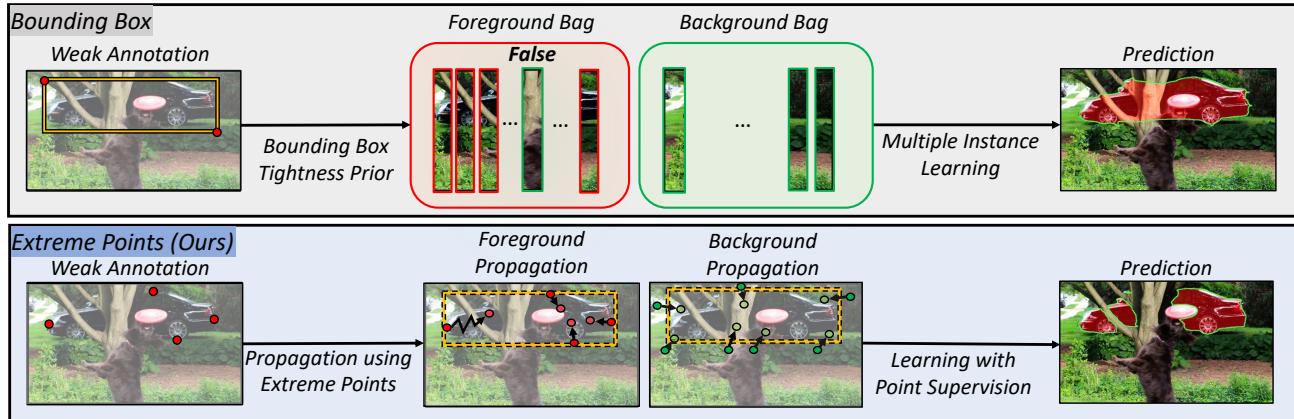 Bounding Box
Weak Annotation
Foreground Bag
Background Bag
False
Prediction
...
...
...
Bounding Box
Tightness Prior
Multiple Instance
Learning
Extreme Points (Ours)
Weak Annotation
Foreground
Propagation
Background
Propagation
Prediction
Propagation using
Extreme Points
Learning with
Point Supervision